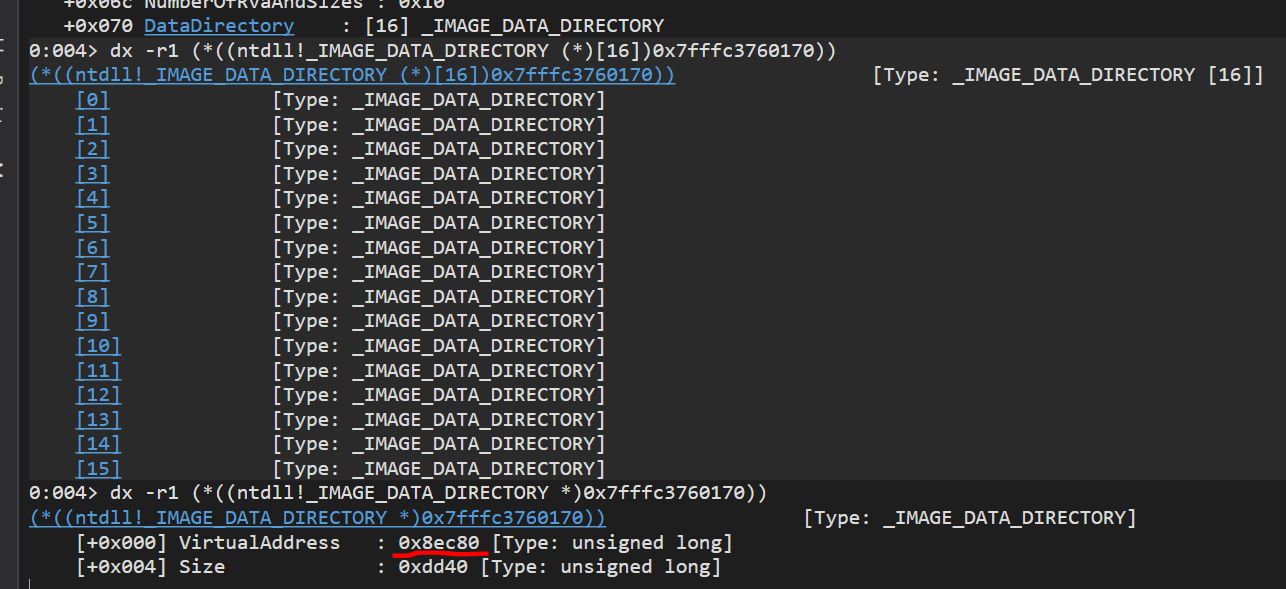 +0x06c NumberOfRvaAndSizes : 0x10
+0x070 DataDirectory    : [16] _IMAGE_DATA_DIRECTORY
0:004> dx -r1 (*((ntdll!_IMAGE_DATA_DIRECTORY (*)[16])0x7fffc3760170))
(*((ntdll!_IMAGE_DATA_DIRECTORY (*)[16])0x7fffc3760170))                 [Type: _IMAGE_DATA_DIRECTORY [16]]
[0]              [Type: _IMAGE_DATA_DIRECTORY]
[1]              [Type: _IMAGE_DATA_DIRECTORY]
[2]              [Type: _IMAGE_DATA_DIRECTORY]
[3]              [Type: _IMAGE_DATA_DIRECTORY]
[4]              [Type: _IMAGE_DATA_DIRECTORY]
[5]              [Type: _IMAGE_DATA_DIRECTORY]
[6]              [Type: _IMAGE_DATA_DIRECTORY]
[7]              [Type: _IMAGE_DATA_DIRECTORY]
[8]              [Type: _IMAGE_DATA_DIRECTORY]
[9]              [Type: _IMAGE_DATA_DIRECTORY]
[10]             [Type: _IMAGE_DATA_DIRECTORY]
[11]             [Type: _IMAGE_DATA_DIRECTORY]
[12]             [Type: _IMAGE_DATA_DIRECTORY]
[13]             [Type: _IMAGE_DATA_DIRECTORY]
[14]             [Type: _IMAGE_DATA_DIRECTORY]
[15]             [Type: _IMAGE_DATA_DIRECTORY]
0:004> dx -r1 (*((ntdll!_IMAGE_DATA_DIRECTORY *)0x7fffc3760170))
(*((ntdll!_IMAGE_DATA_DIRECTORY *)0x7fffc3760170))                 [Type: _IMAGE_DATA_DIRECTORY]
[+0x000] VirtualAddress   : 0x8ec80 [Type: unsigned long]
[+0x004] Size             : 0xdd40 [Type: unsigned long]